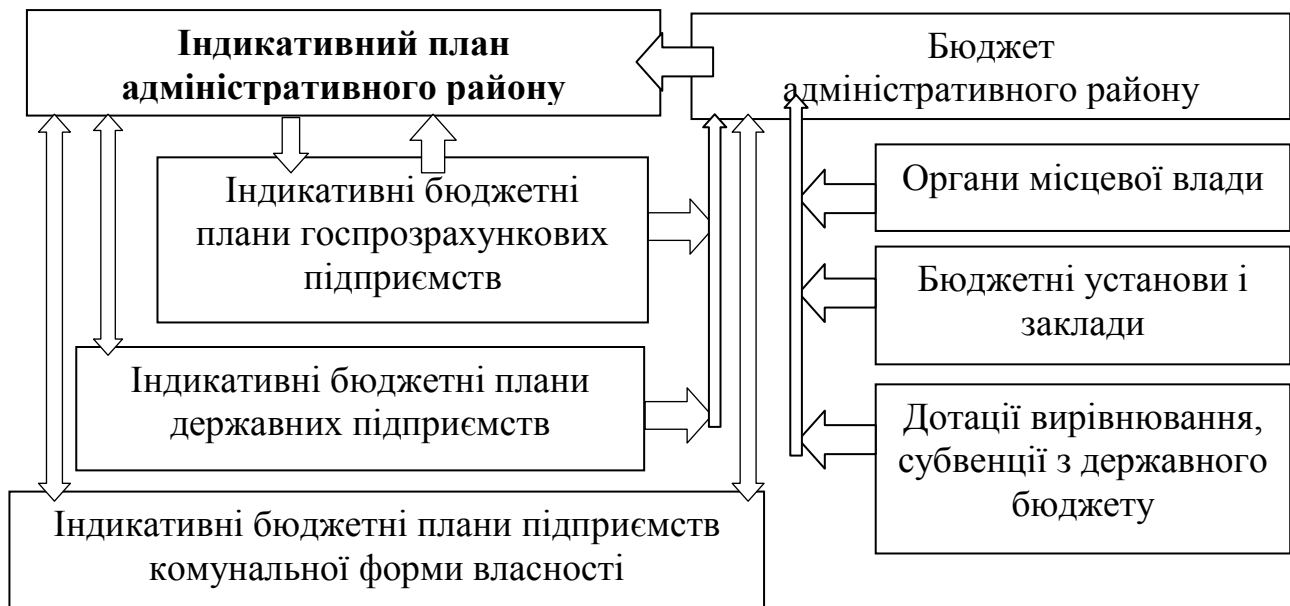 Індикативний план
адміністративного району
Бюджет
адміністративного району
Індикативні бюджетні
плани госпрозрахункових
підприємств
Органи місцевої влади
Бюджетні установи і
заклади
Індикативні бюджетні плани
державних підприємств
Дотації вирівнювання,
субвенції з державного
бюджету
Індикативні бюджетні плани підприємств
комунальної форми власності